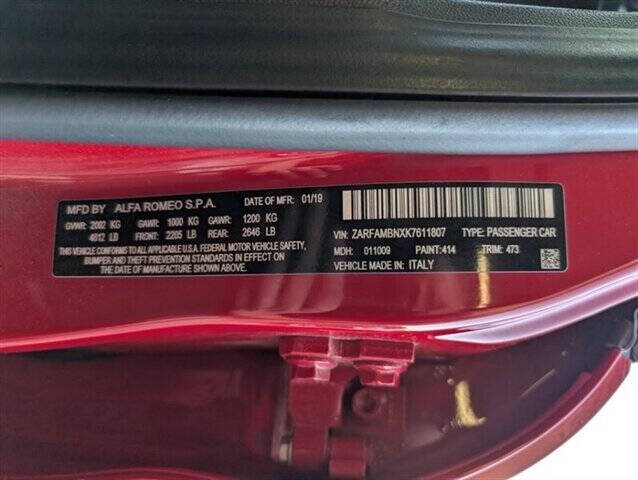 MFD BY ALFA ROMEO S.P.A. DATE OF MFR 01/19
GVWR: 2092 KG GAWR: 1000 KG GAWR: 1200 KG
4612 LB FRONT: 2205 LB REAR: 2646 LB
THIS VEHICLE CONFORMS TO ALL APPLICABLE U.S.A. FEDERAL MOTOR VEHICLE SAFETY,
BUMPER AND THEFT PREVENTION STANDARDS IN EFFECT ON
THE DATE OF MANUFACTURE SHOWN ABOVE.
VIN: ZARFAMBNXK7611807 TYPE: PASSENGER CAR
MDH: 011009 PAINT: 414 TRIM: 473
VEHICLE MADE IN: ITALY